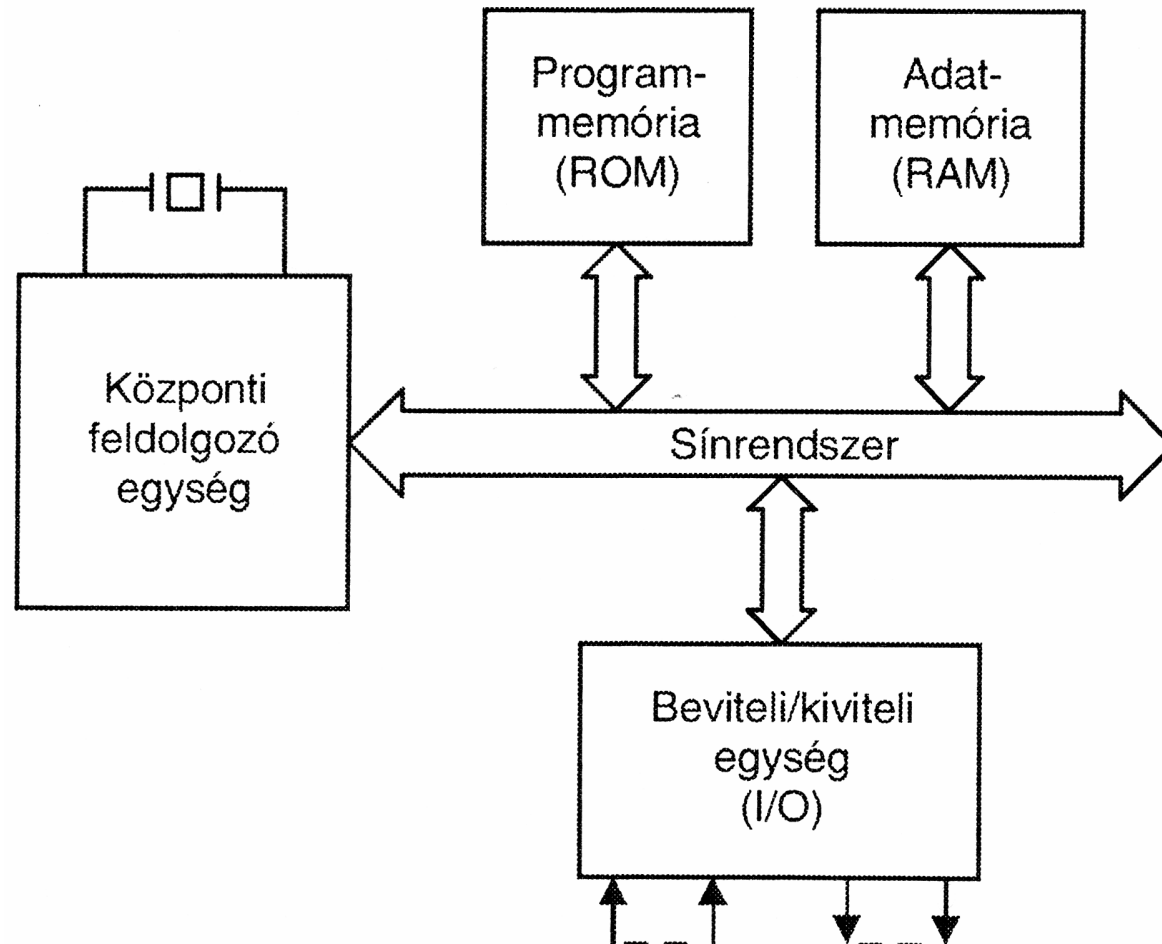 Program-
memória
(ROM)
Adat-
memória
(RAM)
Központi
feldolgozó
egység
Sínrendszer
Beviteli/kiviteli
egység
(I/O)